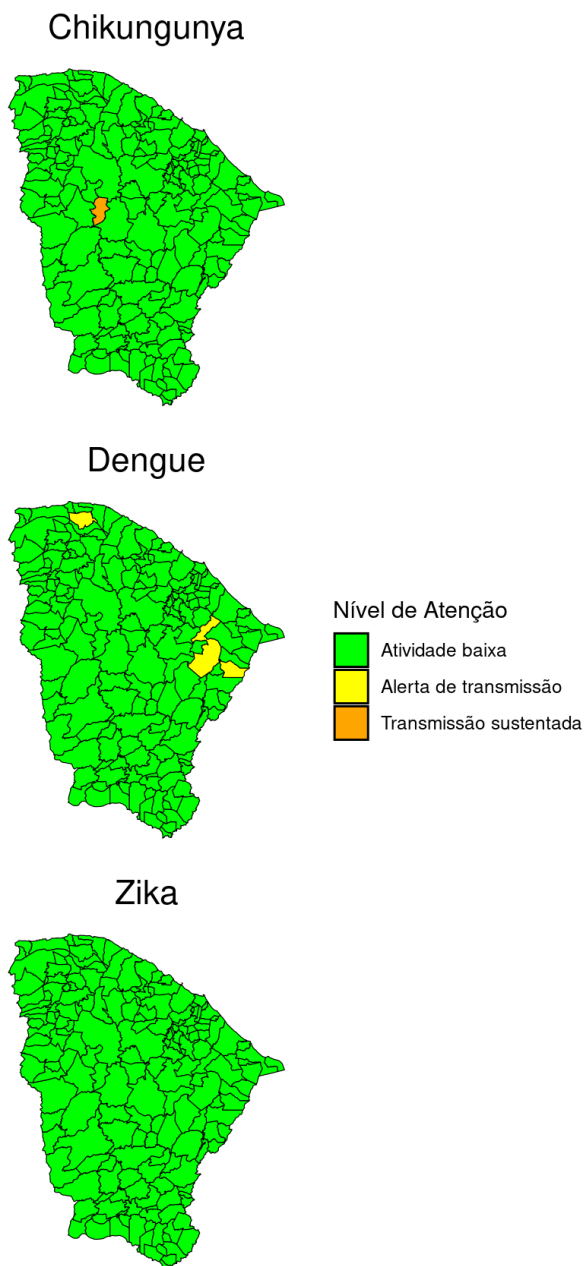 Chikungunya
Dengue
Nível de Atenção
Atividade baixa
Alerta de transmissão
Transmissão sustentada
Zika